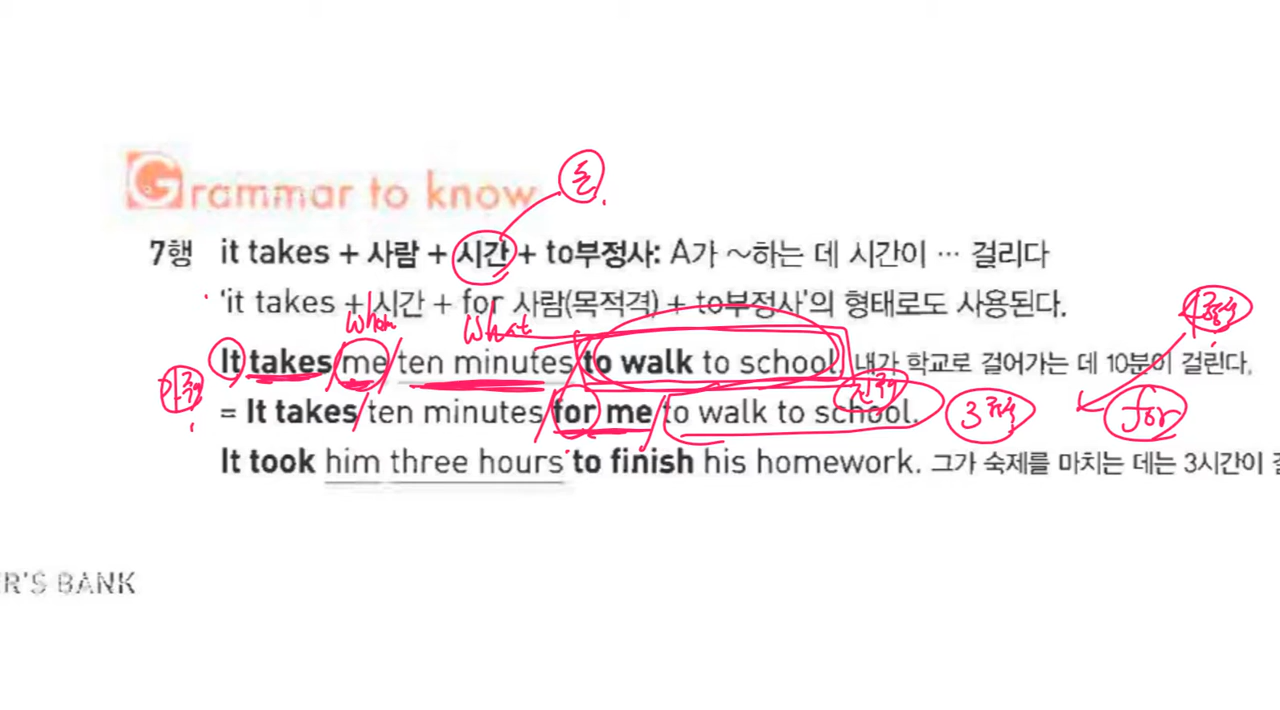 Grammar to know
돈
7행 it takes + 사람 + 시간 + to부정사: A가 ~하는 데 시간이 … 걸리다
'it takes + 시간 + for 사람(목적격) + to부정사'의 형태로도 사용된다.
whom what
It takes me ten minutes to walk to school. 내가 학교로 걸어가는 데 10분이 걸린다.
= It takes ten minutes for me to walk to school. for
It took him three hours to finish his homework. 그가 숙제를 마치는 데는 3시간이
R'S BANK